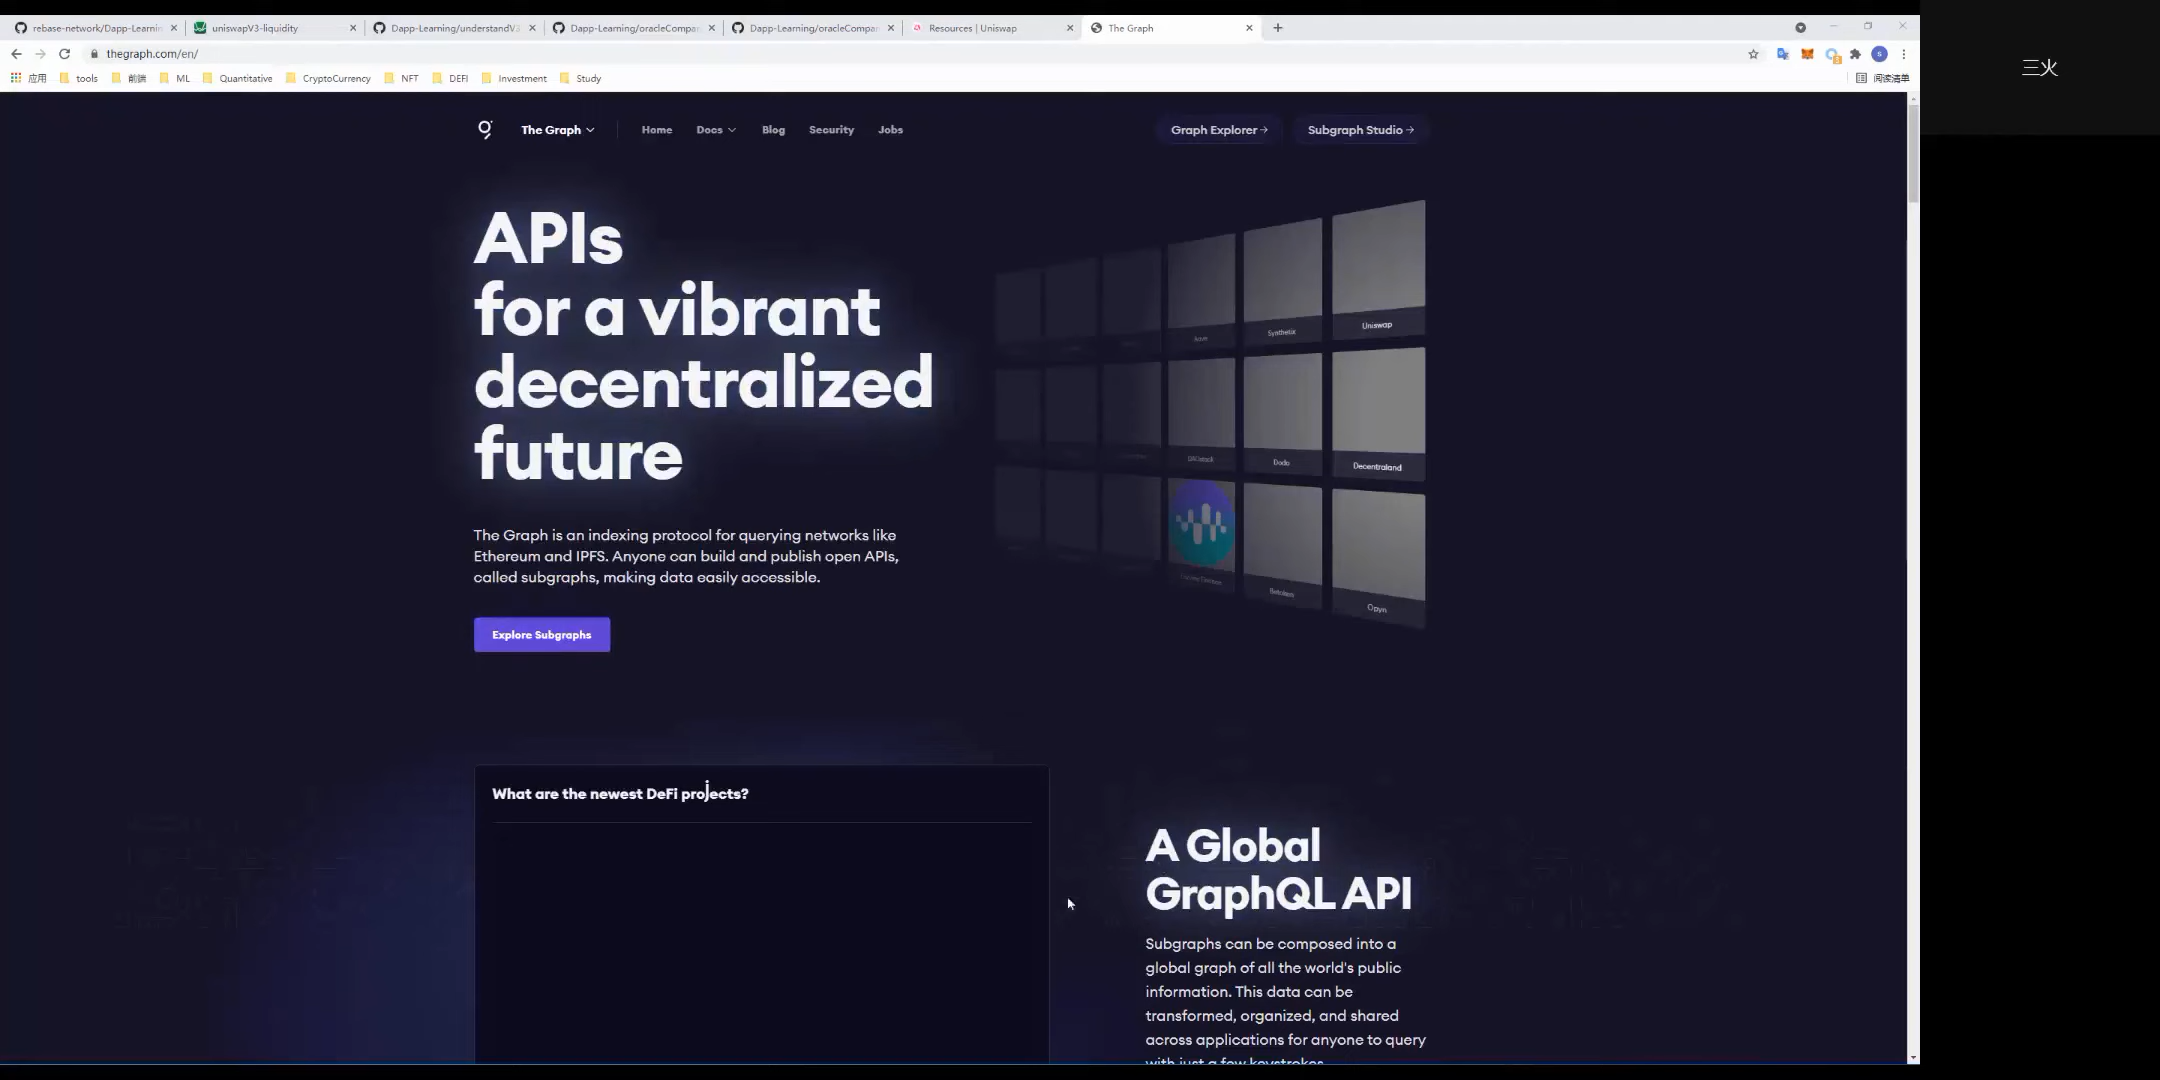 rebase-network/Dapp-Learnin
uniswapV3-liquidity
Dapp-Learning/understandV3
Dapp-Learning/oracleCompar
Dapp-Learning/oracleCompar
Resources | Uniswap
The Graph
thegraph.com/en/
应用
tools
前端
ML
Quantitative
CryptoCurrency
NFT
DEFI
Investment
Study
阅读清单
三火
The Graph
Home
Docs
Blog
Security
Jobs
Graph Explorer →
Subgraph Studio →
APIs
for a vibrant
decentralized
future
Aave
Synthetix
Uniswap
DAOstack
Dodo
Decentraland
Opyn
The Graph is an indexing protocol for querying networks like
Ethereum and IPFS. Anyone can build and publish open APIs,
called subgraphs, making data easily accessible.
Explore Subgraphs
What are the newest DeFi projects?
A Global
GraphQL API
Subgraphs can be composed into a
global graph of all the world's public
information. This data can be
transformed, organized, and shared
across applications for anyone to query
with just a few keystrokes.